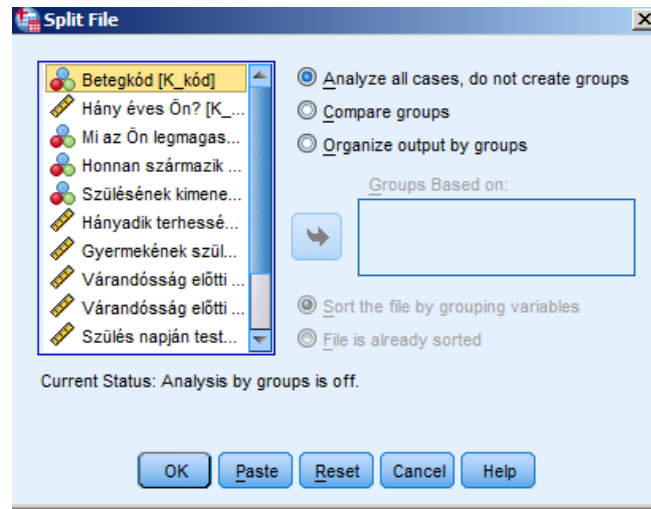 Split File
Betegkód [K_kód]
Hány éves Ön? [K_...
Mi az Ön legmagas...
Honnan származik ...
Szülésének kimene...
Hányadik terhessé...
Gyermekének szül...
Várandósság előtti ...
Várandósság előtti ...
Szülés napján test...
Analyze all cases, do not create groups
Compare groups
Organize output by groups
Groups Based on:
Sort the file by grouping variables
File is already sorted
Current Status: Analysis by groups is off.
OK Paste Reset Cancel Help